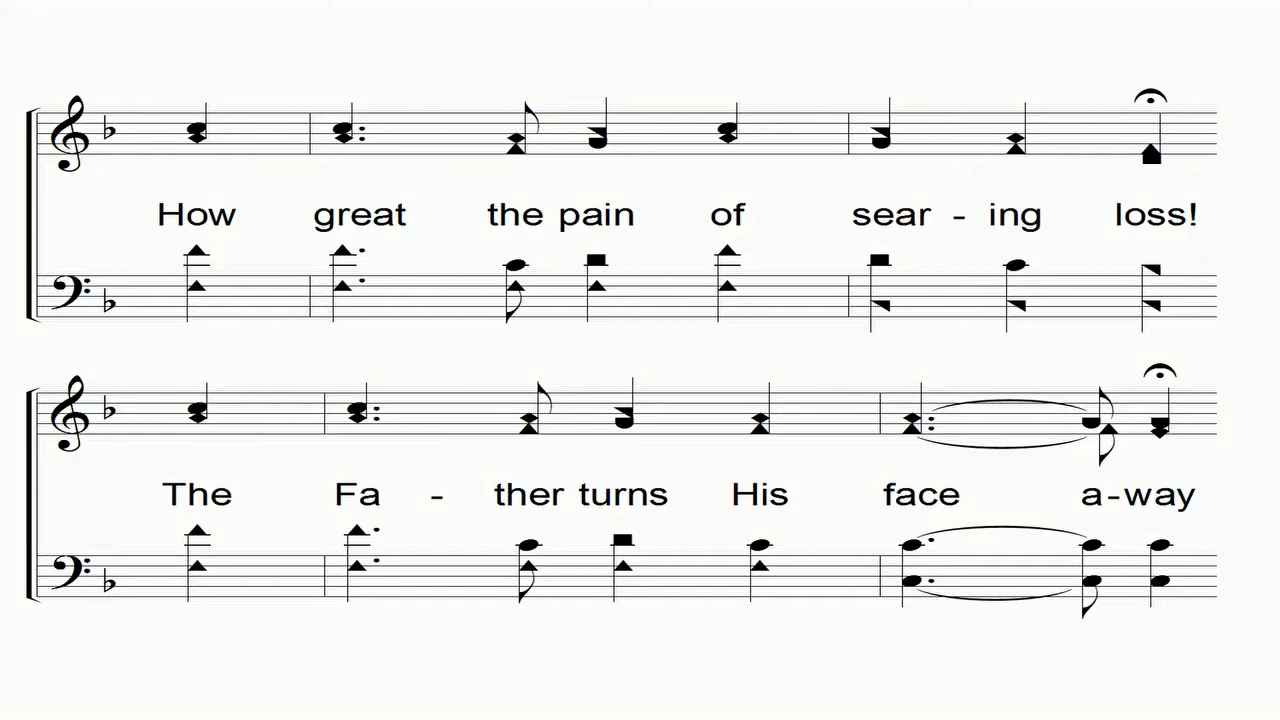 How great the pain of sear - ing loss!
The Fa - ther turns His face a-way